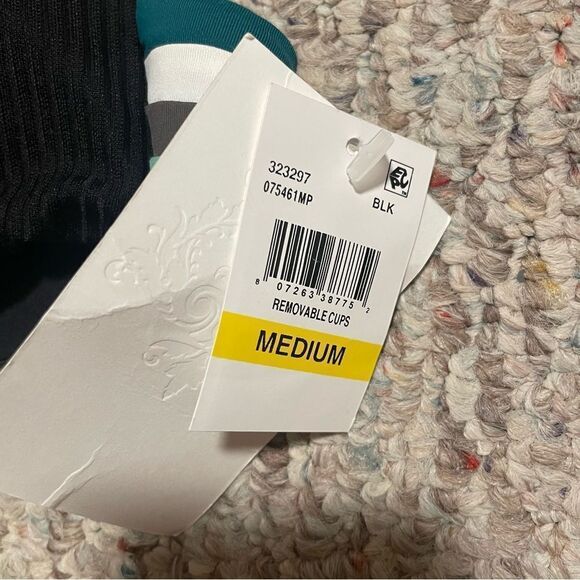 323297
075461MP
BLK
8 07263 38775 2
REMOVABLE CUPS
MEDIUM